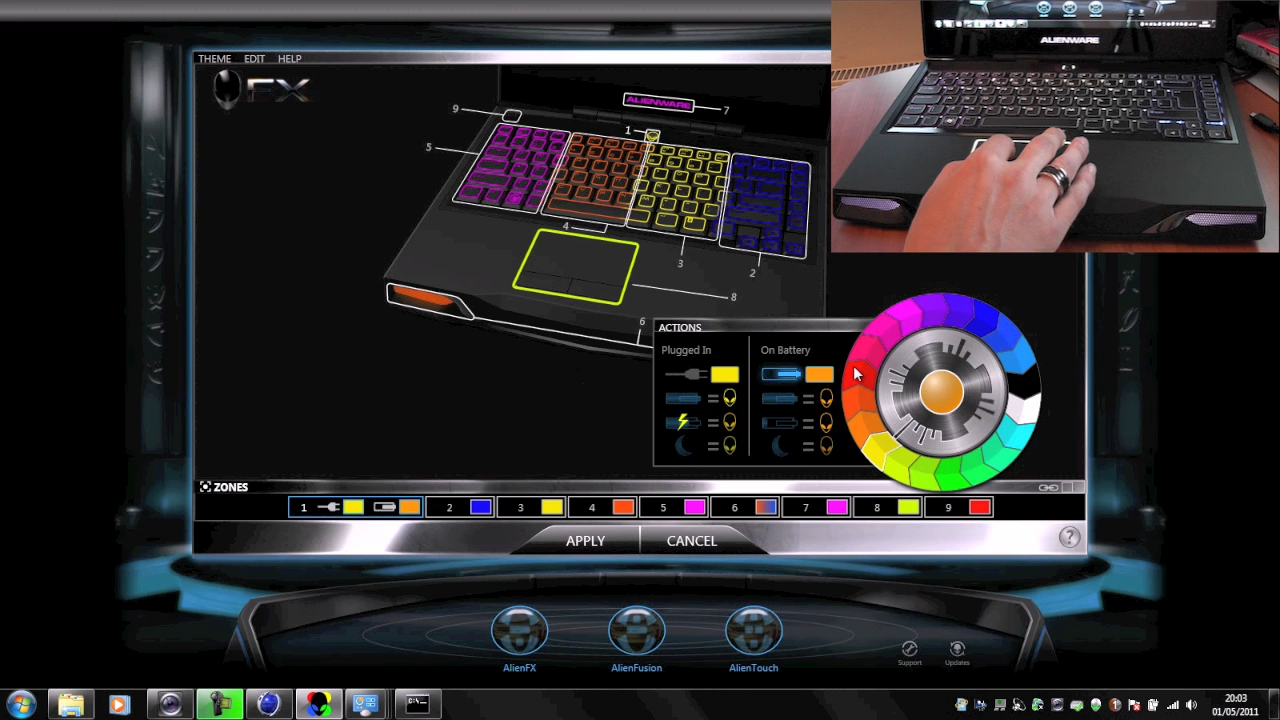 THEME EDIT HELP
FX
ALIENWARE
9
1
7
5
4
3
2
8
6
ALIENWARE
ACTIONS
Plugged In On Battery
ZONES
1 2 3 4 5 6 7 8 9
APPLY CANCEL
?
AlienFX AlienFusion AlienTouch
Support Updates
C:\
20:03
01/05/2011